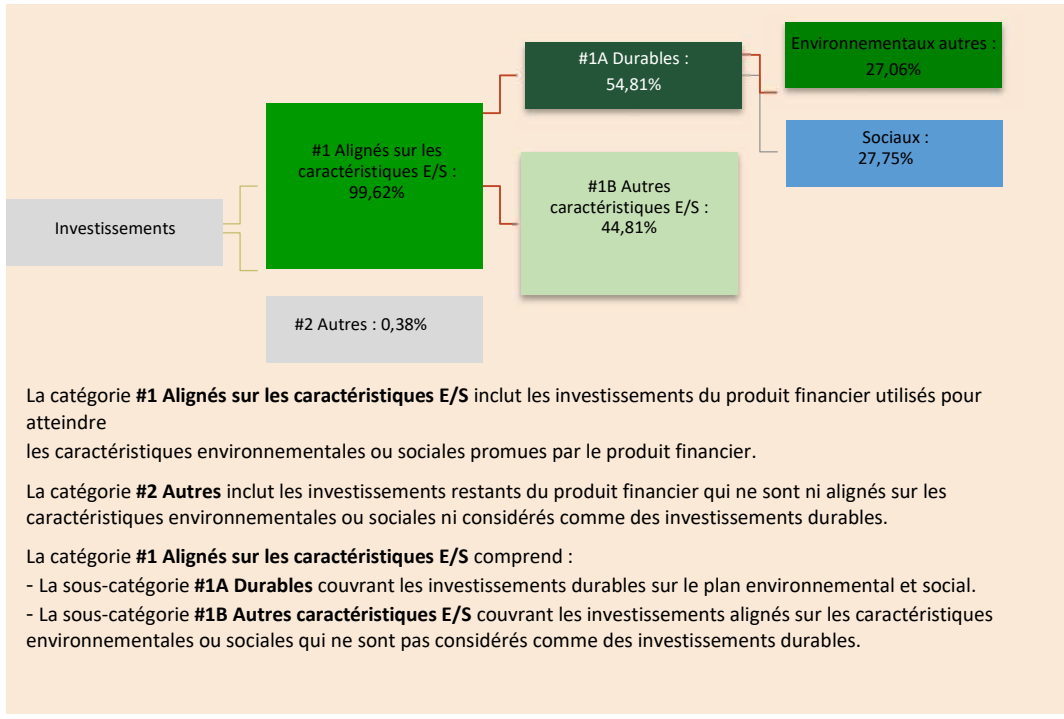 Environnementaux autres :
27,06%
#1A Durables :
54,81%
Sociaux :
27,75%
#1 Alignés sur les
caractéristiques E/S :
99,62%
#1B Autres
caractéristiques E/S :
44,81%
Investissements
#2 Autres : 0,38%
La catégorie #1 Alignés sur les caractéristiques E/S inclut les investissements du produit financier utilisés pour
atteindre
les caractéristiques environnementales ou sociales promues par le produit financier.
La catégorie #2 Autres inclut les investissements restants du produit financier qui ne sont ni alignés sur les
caractéristiques environnementales ou sociales ni considérés comme des investissements durables.
La catégorie #1 Alignés sur les caractéristiques E/S comprend :
- La sous-catégorie #1A Durables couvrant les investissements durables sur le plan environnemental et social.
- La sous-catégorie #1B Autres caractéristiques E/S couvrant les investissements alignés sur les caractéristiques
environnementales ou sociales qui ne sont pas considérés comme des investissements durables.